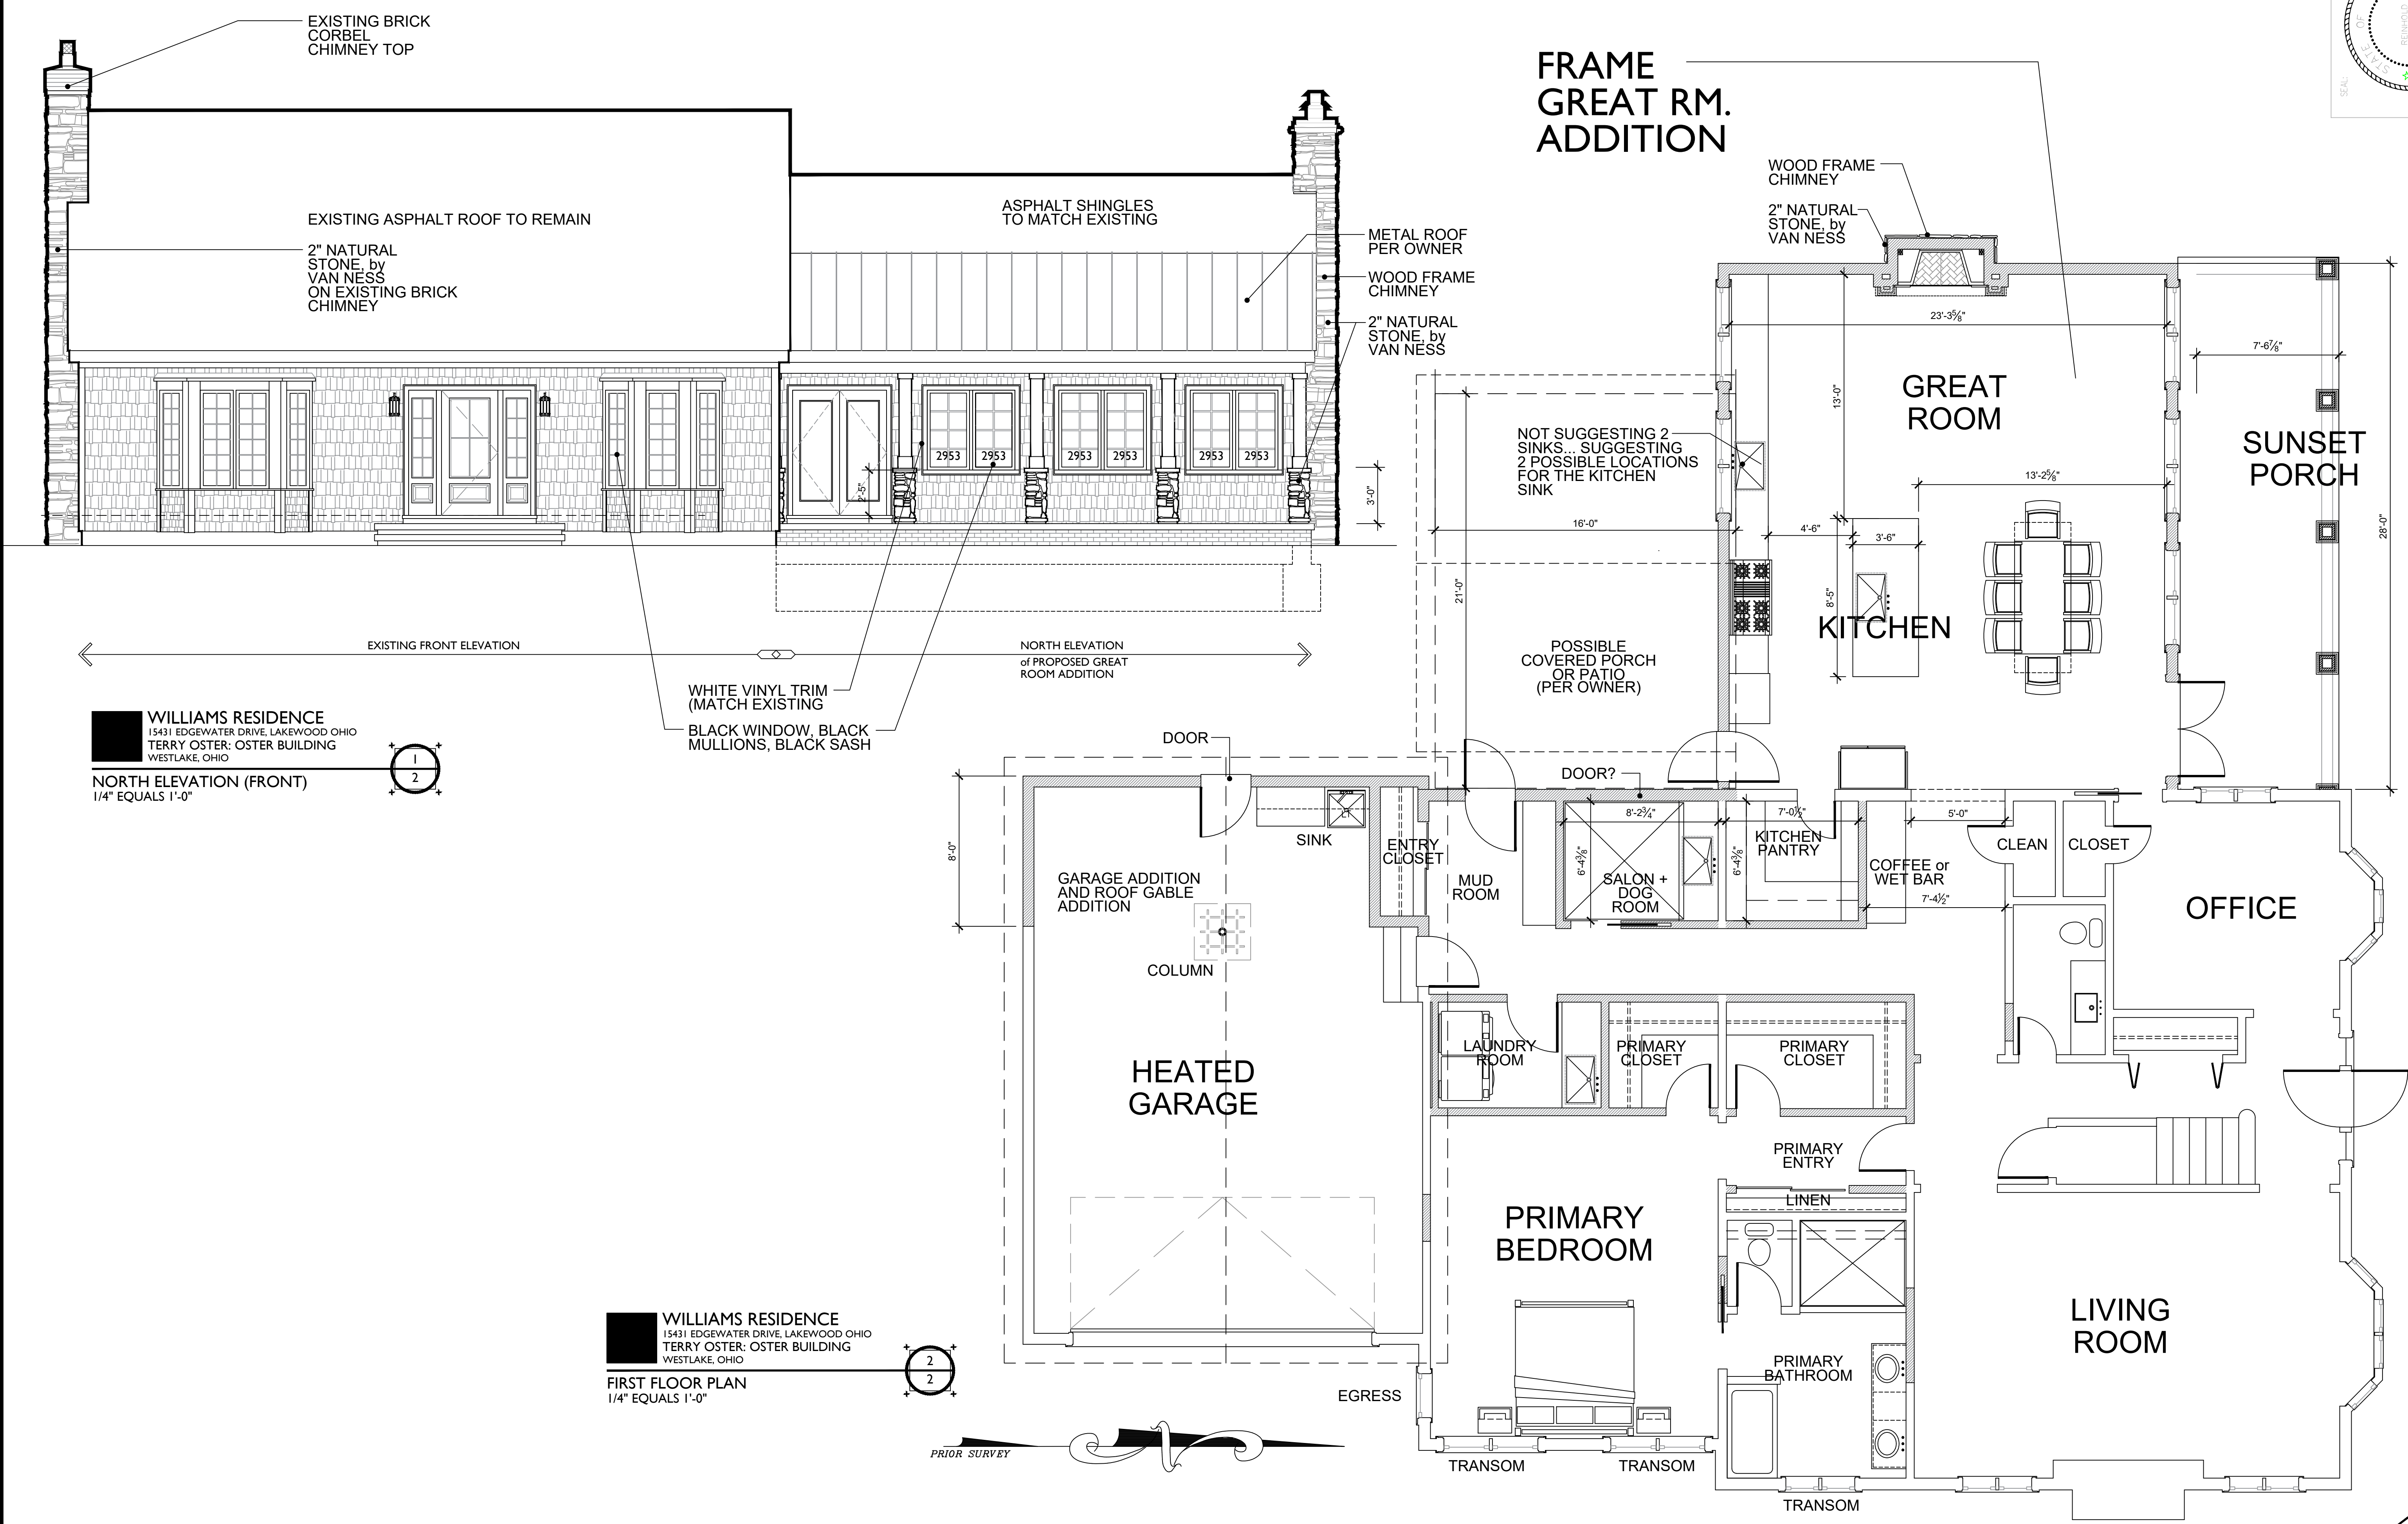 EXISTING BRICK
CORBEL
CHIMNEY TOP
EXISTING ASPHALT ROOF TO REMAIN
2" NATURAL
STONE, by
VAN NESS
ON EXISTING BRICK
CHIMNEY
ASPHALT SHINGLES
TO MATCH EXISTING
METAL ROOF
PER OWNER
WOOD FRAME
CHIMNEY
2" NATURAL
STONE, by
VAN NESS
2953 2953 2953 2953 2953 2953
2'-5"
3'-0"
EXISTING FRONT ELEVATION
NORTH ELEVATION
of PROPOSED GREAT
ROOM ADDITION
WHITE VINYL TRIM
(MATCH EXISTING
BLACK WINDOW, BLACK
MULLIONS, BLACK SASH
WILLIAMS RESIDENCE
15431 EDGEWATER DRIVE, LAKEWOOD OHIO
TERRY OSTER: OSTER BUILDING
WESTLAKE, OHIO
NORTH ELEVATION (FRONT)
1/4" EQUALS 1'-0"
1
2
FRAME
GREAT RM.
ADDITION
SEAL:
STATE OF
REINHOLD
WOOD FRAME
CHIMNEY
2" NATURAL
STONE, by
VAN NESS
23'-3⅝"
7'-6⅞"
13'-0"
GREAT
ROOM
SUNSET
PORCH
NOT SUGGESTING 2
SINKS... SUGGESTING
2 POSSIBLE LOCATIONS
FOR THE KITCHEN
SINK
13'-2⅝"
16'-0"
4'-6"
3'-6"
28'-0"
21'-0"
8'-5"
KITCHEN
POSSIBLE
COVERED PORCH
OR PATIO
(PER OWNER)
DOOR
DOOR?
8'-0"
SINK
LT
GARAGE ADDITION
AND ROOF GABLE
ADDITION
COLUMN
ENTRY
CLOSET
MUD
ROOM
8'-2¾"
7'-0½"
5'-0"
6'-4⅜"
6'-4⅜"
SALON +
DOG
ROOM
KITCHEN
PANTRY
COFFEE or
WET BAR
7'-4½"
CLEAN
CLOSET
OFFICE
HEATED
GARAGE
LAUNDRY
ROOM
PRIMARY
CLOSET
PRIMARY
CLOSET
PRIMARY
ENTRY
LINEN
PRIMARY
BEDROOM
LIVING
ROOM
PRIMARY
BATHROOM
EGRESS
TRANSOM
TRANSOM
TRANSOM
WILLIAMS RESIDENCE
15431 EDGEWATER DRIVE, LAKEWOOD OHIO
TERRY OSTER: OSTER BUILDING
WESTLAKE, OHIO
FIRST FLOOR PLAN
1/4" EQUALS 1'-0"
2
2
PRIOR SURVEY
N